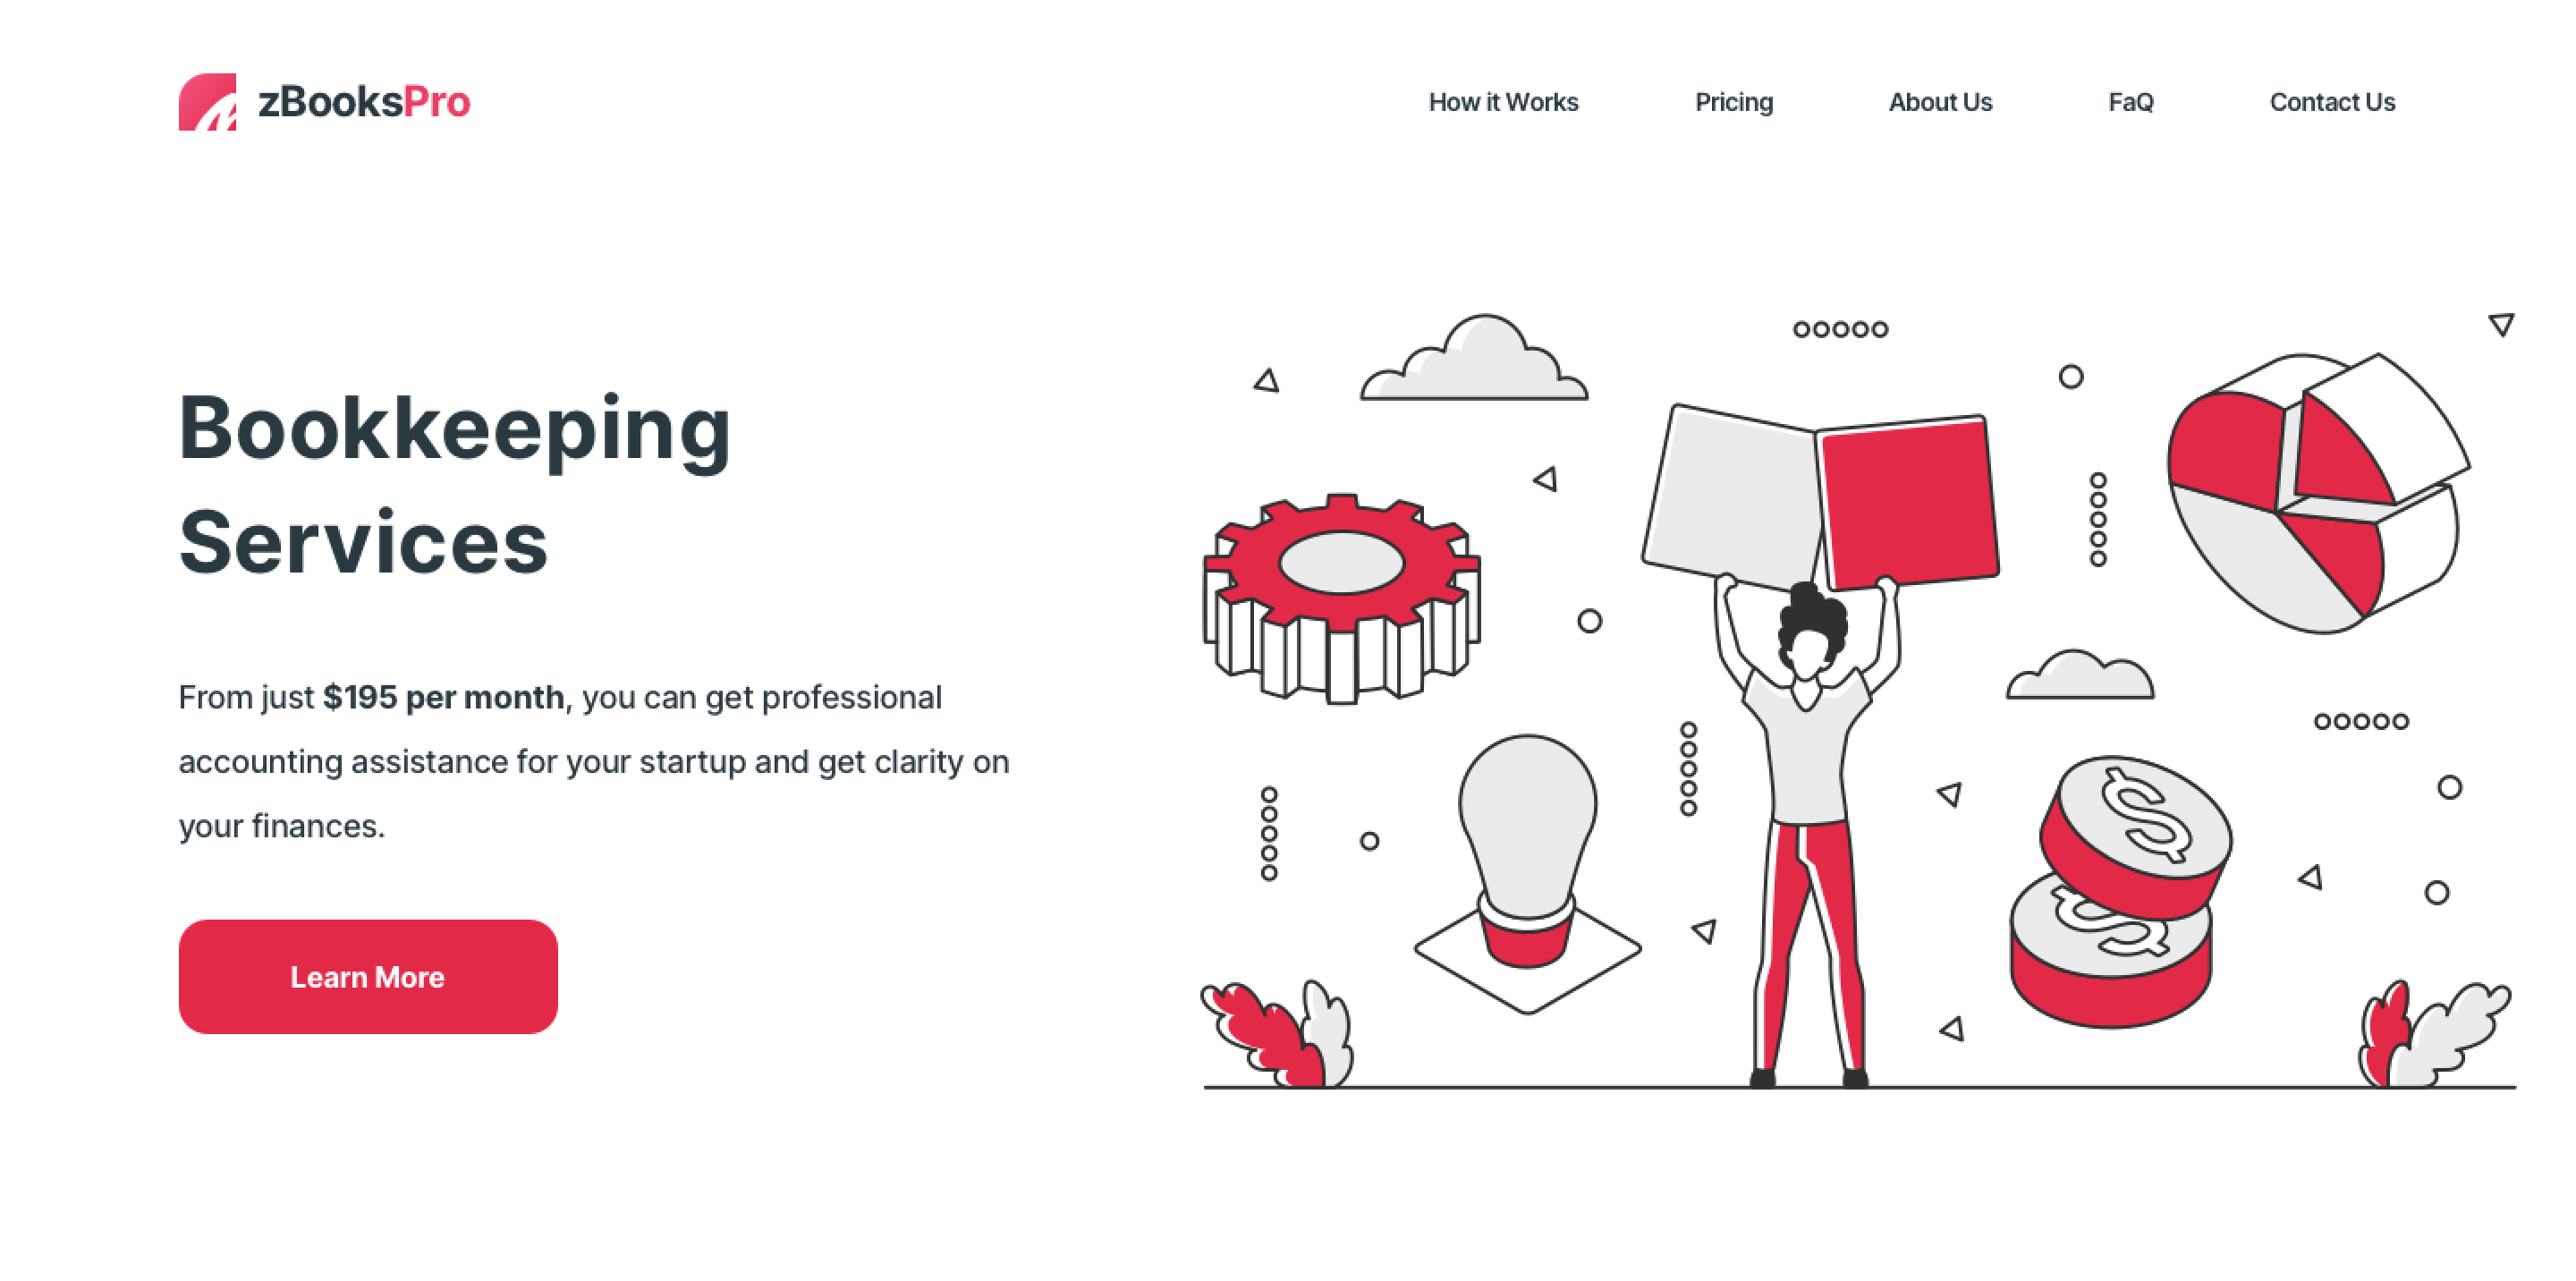 zBooksPro
How it Works
Pricing
About Us
FaQ
Contact Us
Bookkeeping
Services
From just $195 per month, you can get professional
accounting assistance for your startup and get clarity on
your finances.
Learn More
$
$